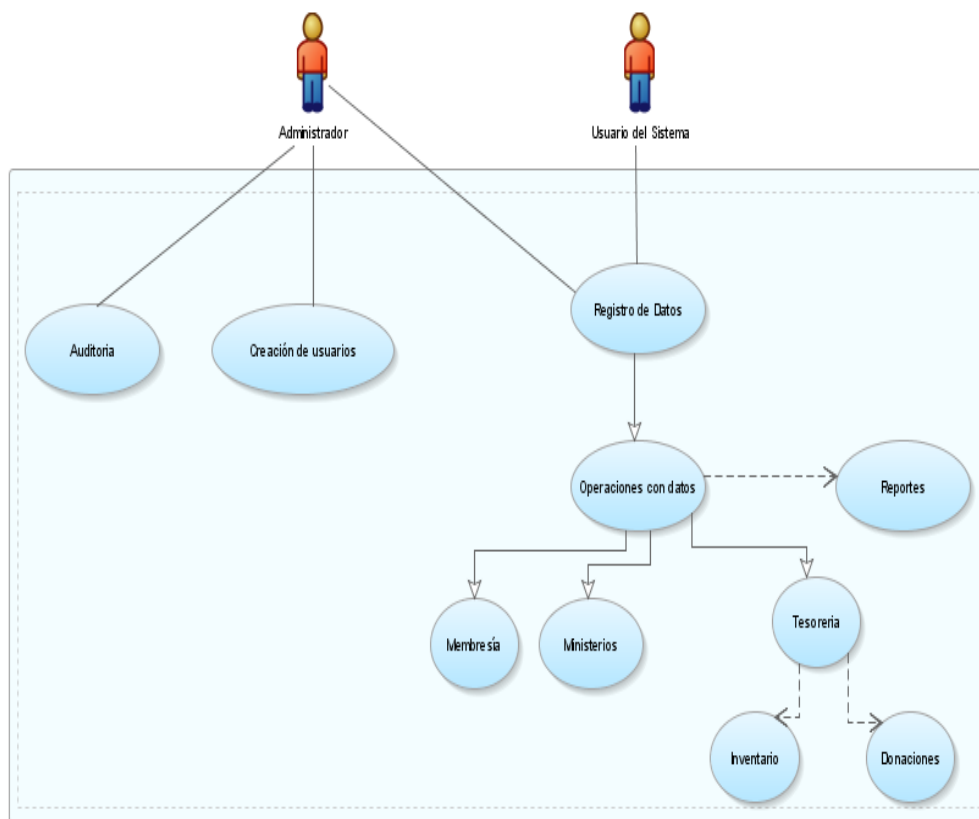 Administrador
Usuario del Sistema
Registro de Datos
Auditoria
Creación de usuarios
Operaciones con datos
Reportes
Membresía
Ministerios
Tesoreria
Inventario
Donaciones